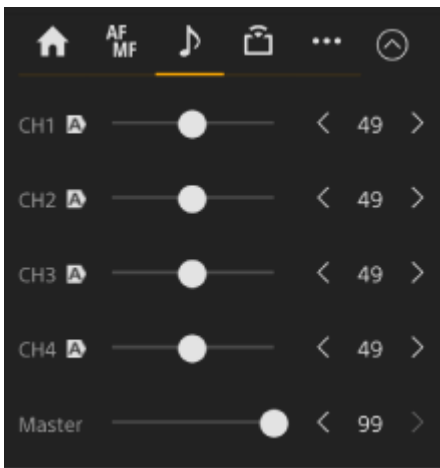 AF
MF
CH1 A 49
CH2 A 49
CH3 A 49
CH4 A 49
Master 99